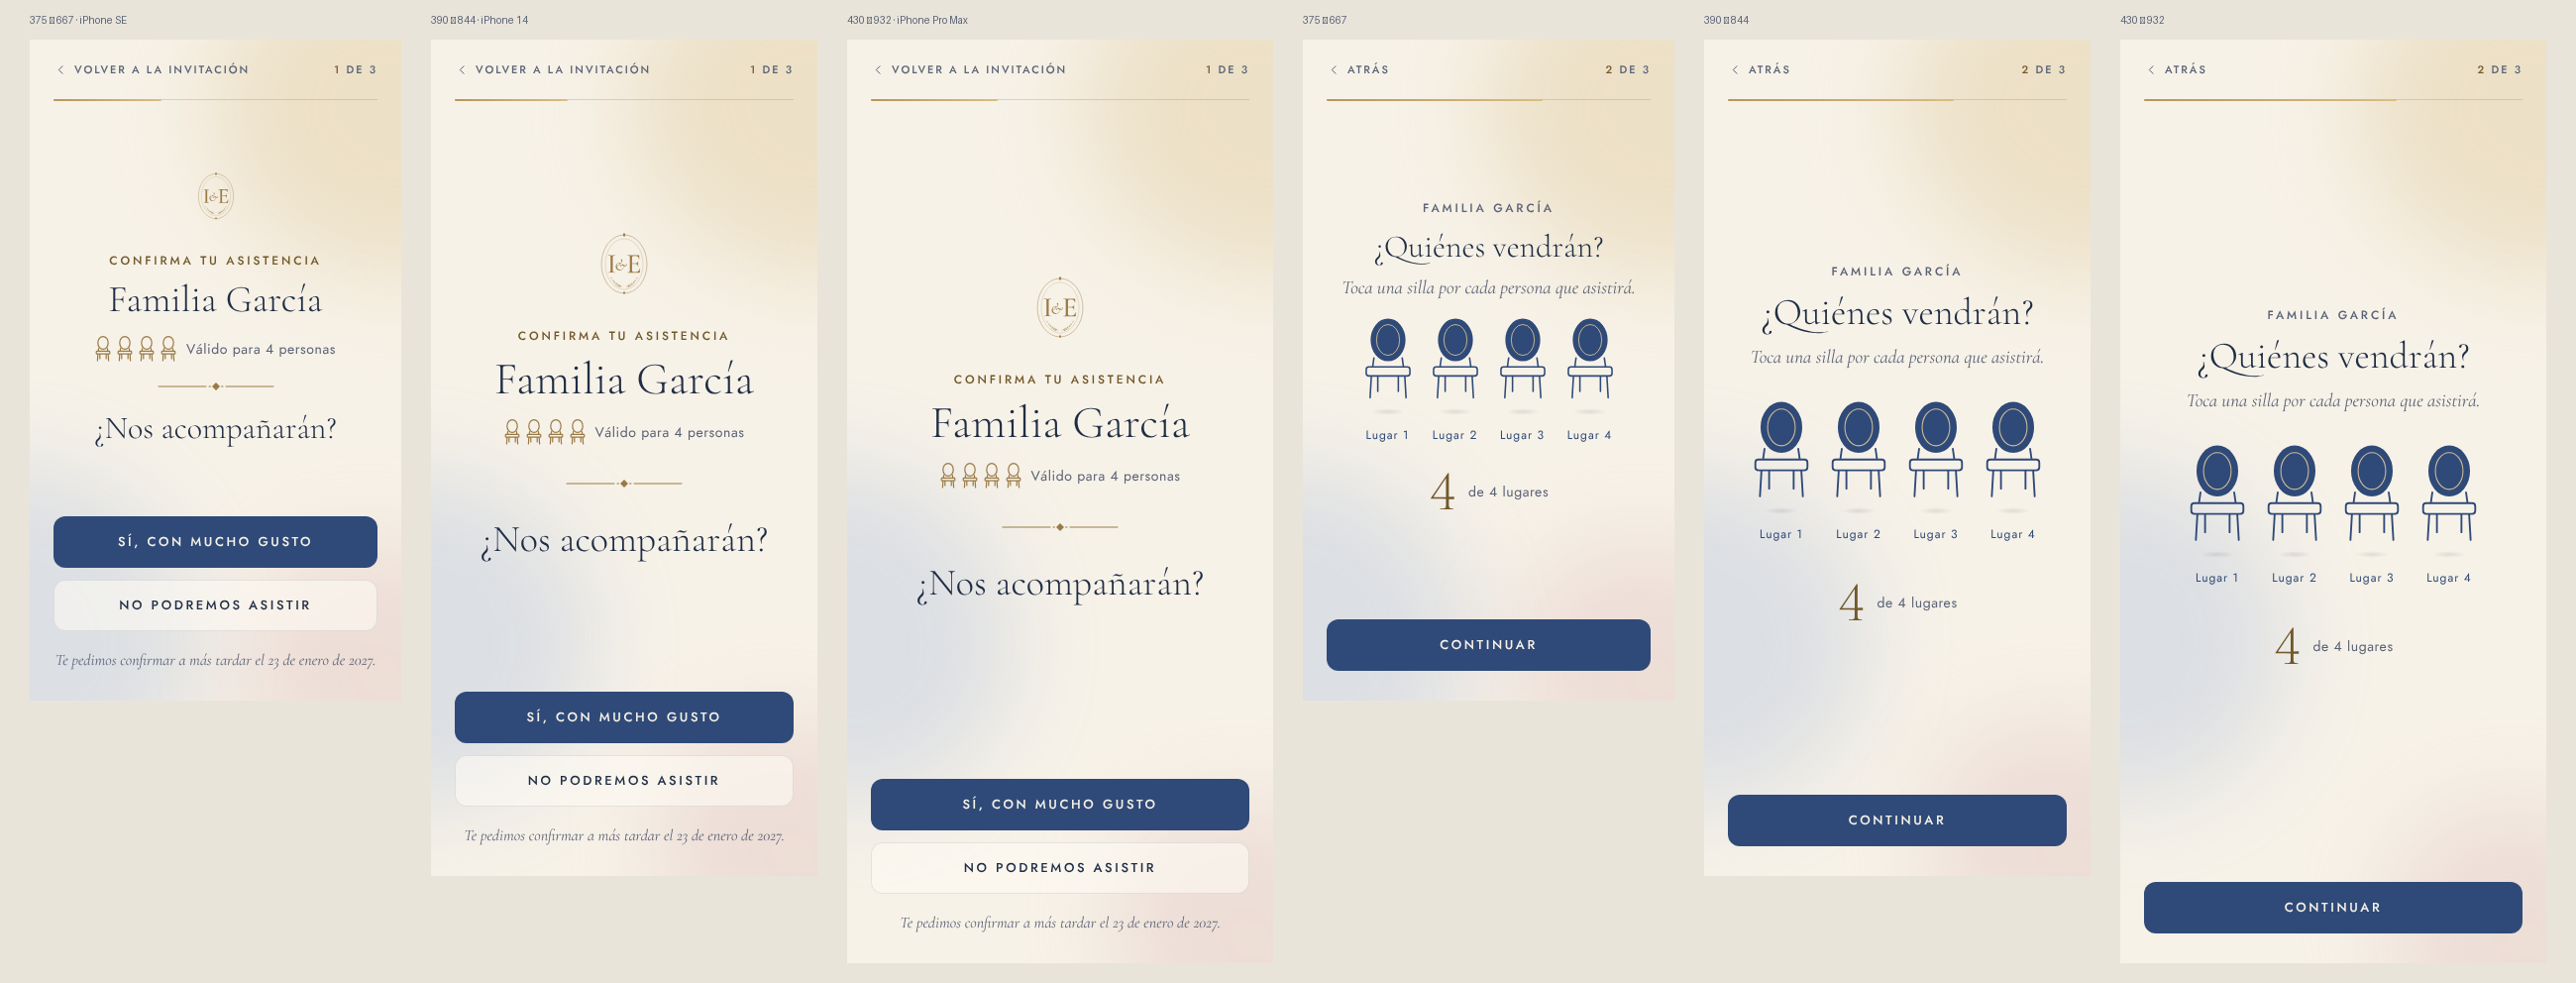 375 667 · iPhone SE
VOLVER A LA INVITACIÓN
1 DE 3
I&E
CONFIRMA TU ASISTENCIA
Familia García
Válido para 4 personas
¿Nos acompañarán?
SÍ, CON MUCHO GUSTO
NO PODREMOS ASISTIR
Te pedimos confirmar a más tardar el 23 de enero de 2027.
390 844 · iPhone 14
VOLVER A LA INVITACIÓN
1 DE 3
I&E
CONFIRMA TU ASISTENCIA
Familia García
Válido para 4 personas
¿Nos acompañarán?
SÍ, CON MUCHO GUSTO
NO PODREMOS ASISTIR
Te pedimos confirmar a más tardar el 23 de enero de 2027.
430 932 · iPhone Pro Max
VOLVER A LA INVITACIÓN
1 DE 3
I&E
CONFIRMA TU ASISTENCIA
Familia García
Válido para 4 personas
¿Nos acompañarán?
SÍ, CON MUCHO GUSTO
NO PODREMOS ASISTIR
Te pedimos confirmar a más tardar el 23 de enero de 2027.
375 667
ATRÁS
2 DE 3
FAMILIA GARCÍA
¿Quiénes vendrán?
Toca una silla por cada persona que asistirá.
Lugar 1 Lugar 2 Lugar 3 Lugar 4
4 de 4 lugares
CONTINUAR
390 844
ATRÁS
2 DE 3
FAMILIA GARCÍA
¿Quiénes vendrán?
Toca una silla por cada persona que asistirá.
Lugar 1 Lugar 2 Lugar 3 Lugar 4
4 de 4 lugares
CONTINUAR
430 932
ATRÁS
2 DE 3
FAMILIA GARCÍA
¿Quiénes vendrán?
Toca una silla por cada persona que asistirá.
Lugar 1 Lugar 2 Lugar 3 Lugar 4
4 de 4 lugares
CONTINUAR